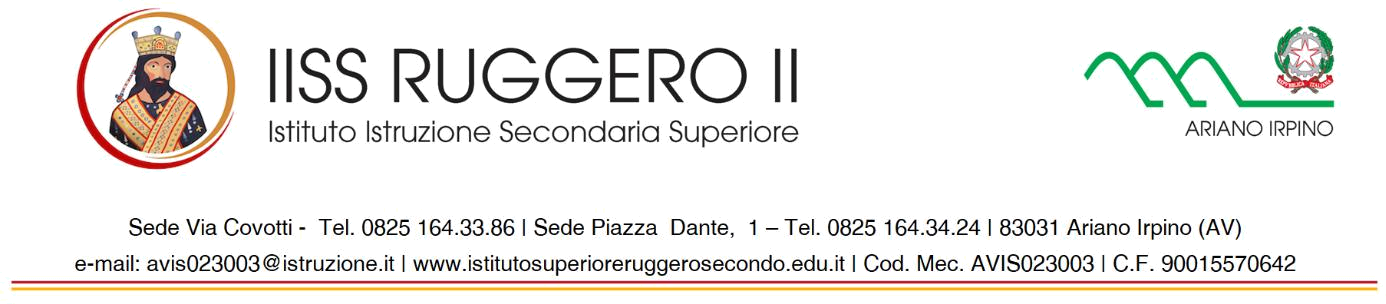 IISS RUGGERO II
Istituto Istruzione Secondaria Superiore
ARIANO IRPINO
Sede Via Covotti - Tel. 0825 164.33.86 | Sede Piazza Dante, 1 – Tel. 0825 164.34.24 | 83031 Ariano Irpino (AV)
e-mail: avis023003@istruzione.it | www.istitutosuperioreruggerosecondo.edu.it | Cod. Mec. AVIS023003 | C.F. 90015570642